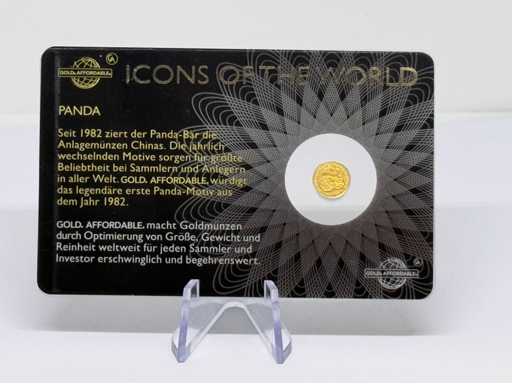 GOLD. AFFORDABLE.
ICONS OF THE WORLD
PANDA
Seit 1982 ziert der Panda-Bär die
Anlagemünzen Chinas. Die jährlich
wechselnden Motive sorgen für größte
Beliebtheit bei Sammlern und Anlegern
in aller Welt. GOLD. AFFORDABLE. würdigt
das legendäre erste Panda-Motiv aus
dem Jahr 1982.
GOLD. AFFORDABLE. macht Goldmünzen
durch Optimierung von Größe, Gewicht und
Reinheit weltweit für jeden Sammler und
Investor erschwinglich und begehrenswert.
GOLD. AFFORDABLE.